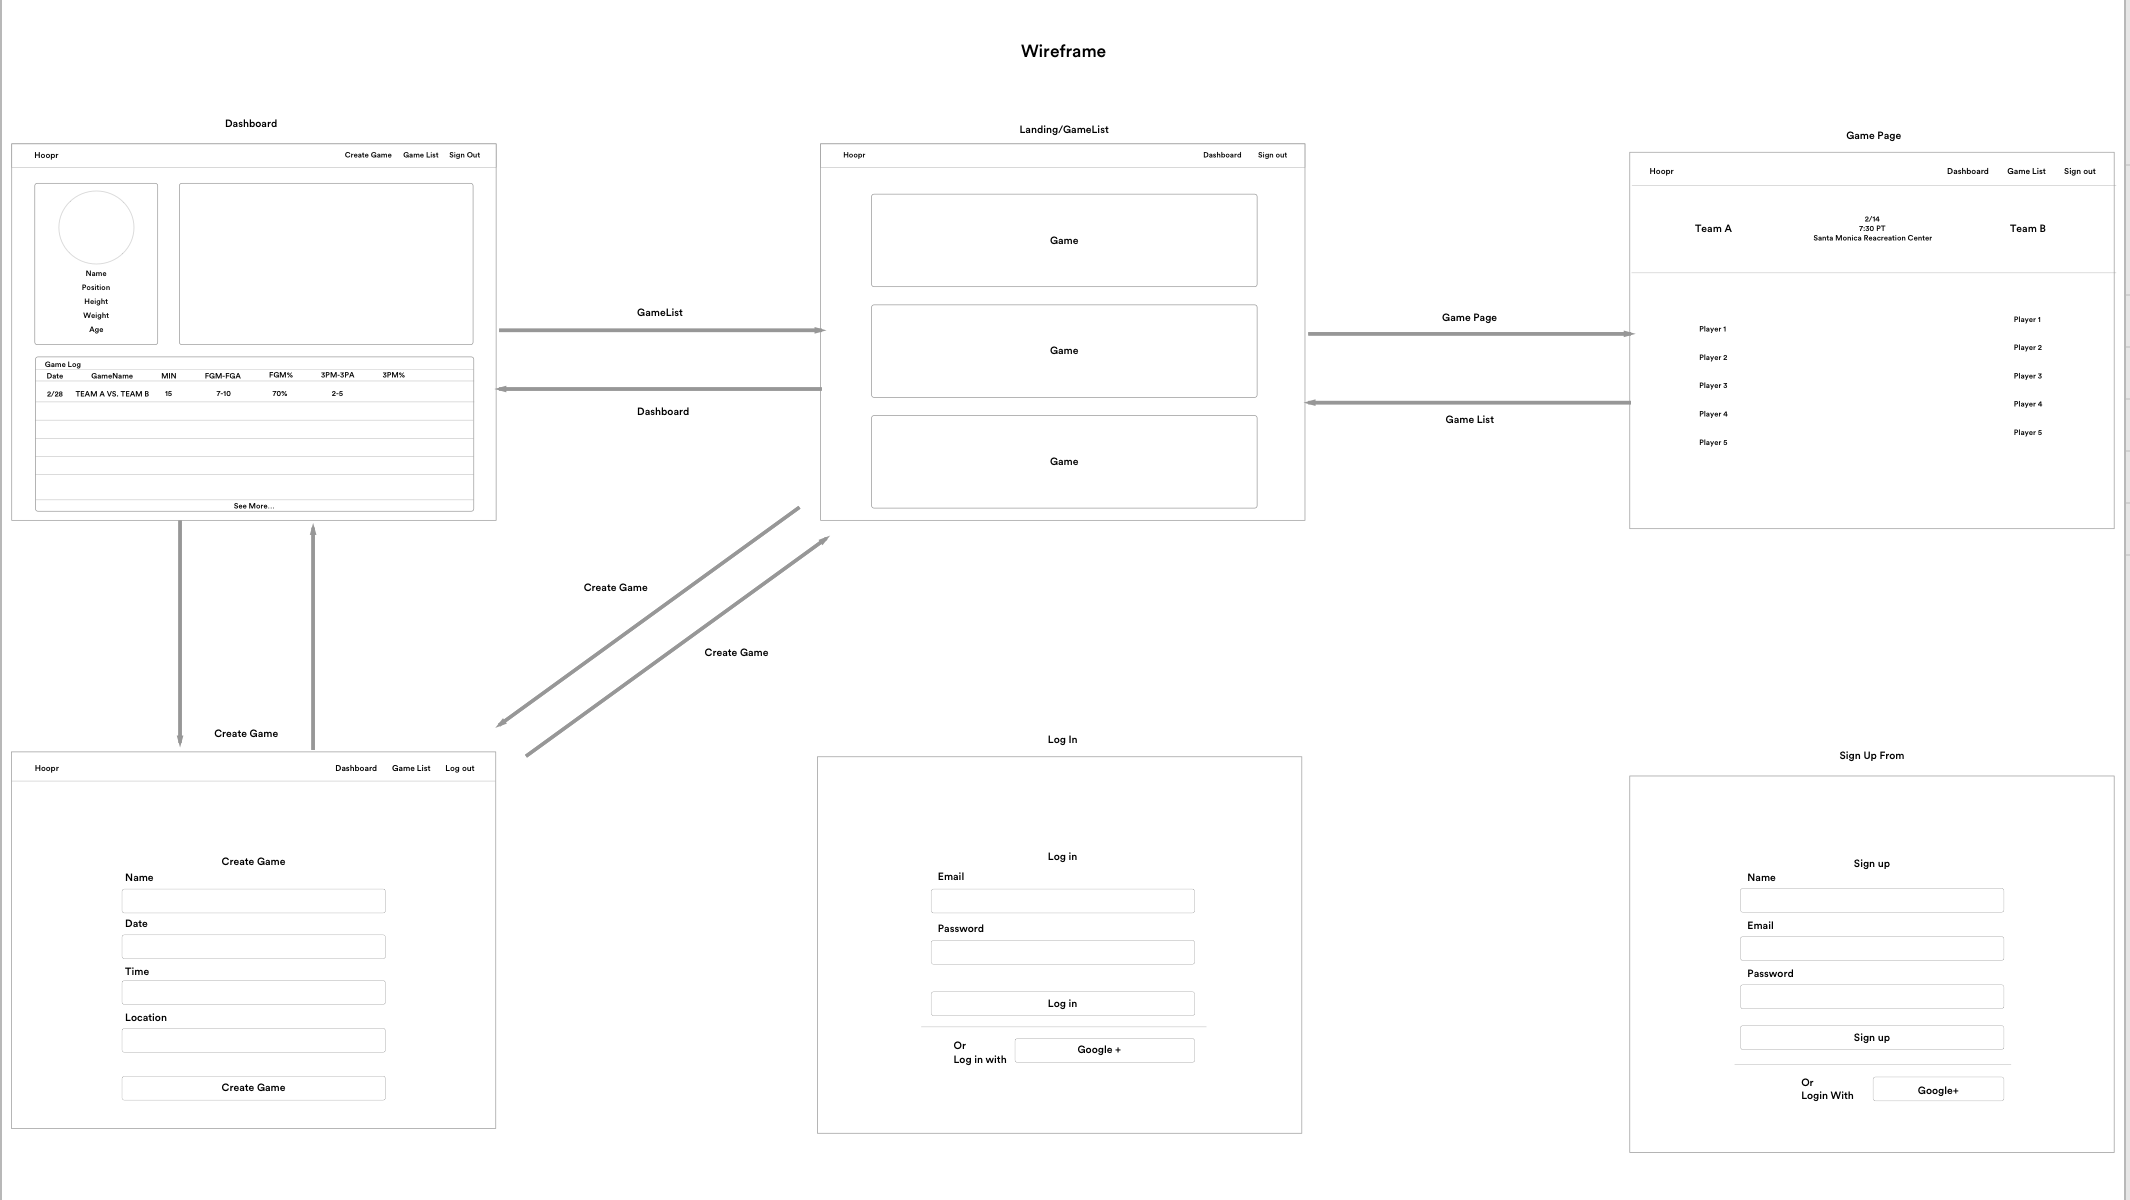 Wireframe
Dashboard
Hoopr
Create Game
Game List
Sign Out
Name
Position
Height
Weight
Age
Game Log
Date GameName MIN FGM-FGA FGM% 3PM-3PA 3PM%
2/28 TEAM A VS. TEAM B 15 7-10 70% 2-5
See More...
GameList
Dashboard
Landing/GameList
Hoopr
Dashboard
Sign out
Game
Game
Game
Game Page
Game List
Game Page
Hoopr
Dashboard
Game List
Sign out
Team A
2/14
7:30 PT
Santa Monica Reacreation Center
Team B
Player 1
Player 2
Player 3
Player 4
Player 5
Player 1
Player 2
Player 3
Player 4
Player 5
Create Game
Create Game
Create Game
Hoopr
Dashboard
Game List
Log out
Create Game
Name
Date
Time
Location
Create Game
Log In
Log in
Email
Password
Log in
Or
Log in with
Google +
Sign Up From
Sign up
Name
Email
Password
Sign up
Or
Login With
Google+